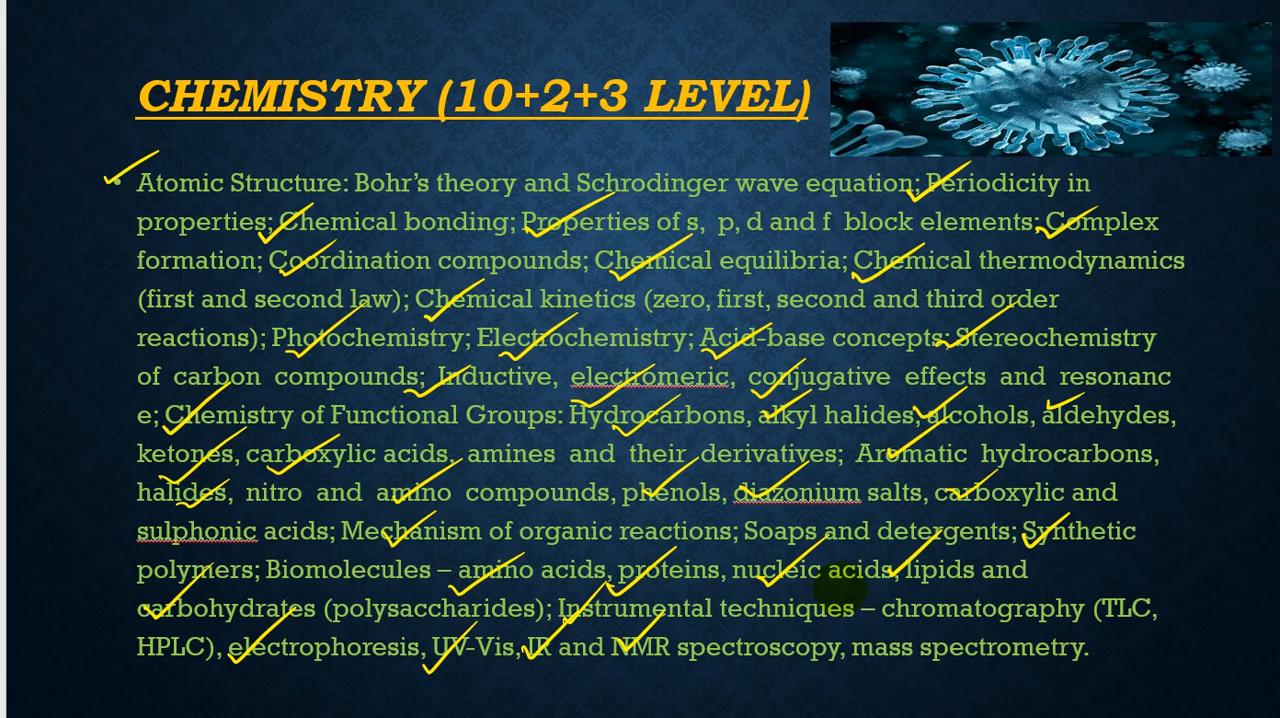 CHEMISTRY (10+2+3 LEVEL)
• Atomic Structure: Bohr's theory and Schrodinger wave equation; Periodicity in
properties; Chemical bonding; Properties of s, p, d and f block elements; Complex
formation; Coordination compounds; Chemical equilibria; Chemical thermodynamics
(first and second law); Chemical kinetics (zero, first, second and third order
reactions); Photochemistry; Electrochemistry; Acid-base concepts; Stereochemistry
of carbon compounds; Inductive, electromeric, conjugative effects and resonanc
e; Chemistry of Functional Groups: Hydrocarbons, alkyl halides, alcohols, aldehydes,
ketones, carboxylic acids, amines and their derivatives; Aromatic hydrocarbons,
halides, nitro and amino compounds, phenols, diazonium salts, carboxylic and
sulphonic acids; Mechanism of organic reactions; Soaps and detergents; Synthetic
polymers; Biomolecules – amino acids, proteins, nucleic acids, lipids and
carbohydrates (polysaccharides); Instrumental techniques – chromatography (TLC,
HPLC), electrophoresis, UV-Vis, IR and NMR spectroscopy, mass spectrometry.